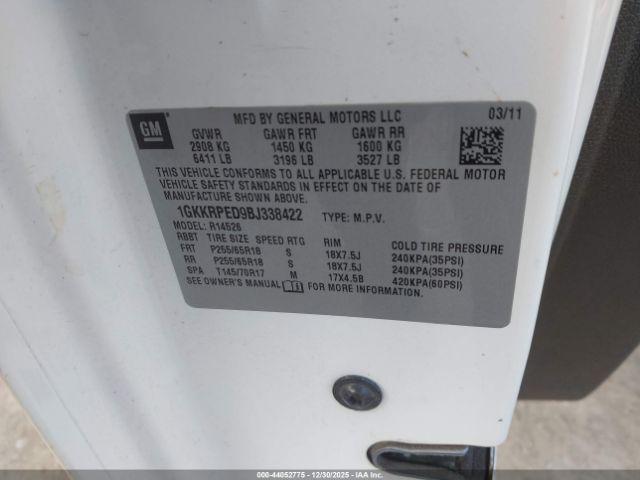 GM
MFD BY GENERAL MOTORS LLC 03/11
GVWR GAWR FRT GAWR RR
2908 KG 1450 KG 1600 KG
6411 LB 3196 LB 3527 LB
THIS VEHICLE CONFORMS TO ALL APPLICABLE U.S. FEDERAL MOTOR
VEHICLE SAFETY STANDARDS IN EFFECT ON THE DATE OF
MANUFACTURE SHOWN ABOVE.
1GKKRPED9BJ338422 TYPE: M.P.V.
MODEL: R14526
RBBT TIRE SIZE SPEED RTG RIM COLD TIRE PRESSURE
FRT P255/65R18 S 18X7.5J 240KPA(35PSI)
RR P255/65R18 S 18X7.5J 240KPA(35PSI)
SPA T145/70R17 M 17X4.5B 420KPA(60PSI)
SEE OWNER'S MANUAL FOR MORE INFORMATION.
000-44052775 - 12/30/2025 - IAA Inc.